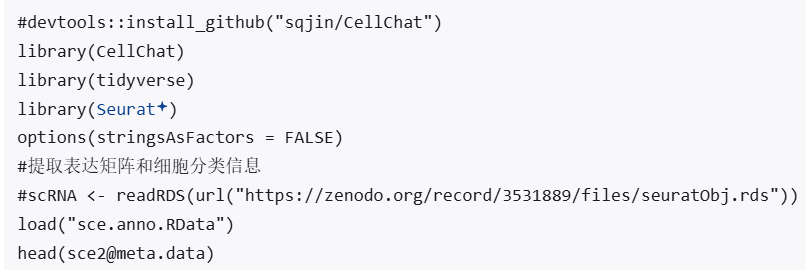 #devtools::install_github("sqjin/CellChat")
library(CellChat)
library(tidyverse)
library(Seurat)
options(stringsAsFactors = FALSE)
#提取表达矩阵和细胞分类信息
#scRNA <- readRDS(url("https://zenodo.org/record/3531889/files/seuratObj.rds"))
load("sce.anno.RData")
head(sce2@meta.data)